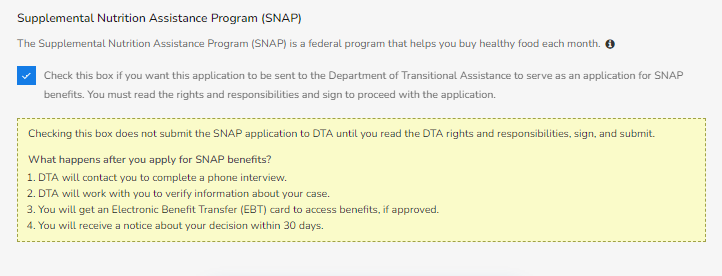 Supplemental Nutrition Assistance Program (SNAP)
The Supplemental Nutrition Assistance Program (SNAP) is a federal program that helps you buy healthy food each month.
Check this box if you want this application to be sent to the Department of Transitional Assistance to serve as an application for SNAP
benefits. You must read the rights and responsibilities and sign to proceed with the application.
Checking this box does not submit the SNAP application to DTA until you read the DTA rights and responsibilities, sign, and submit.
What happens after you apply for SNAP benefits?
1. DTA will contact you to complete a phone interview.
2. DTA will work with you to verify information about your case.
3. You will get an Electronic Benefit Transfer (EBT) card to access benefits, if approved.
4. You will receive a notice about your decision within 30 days.